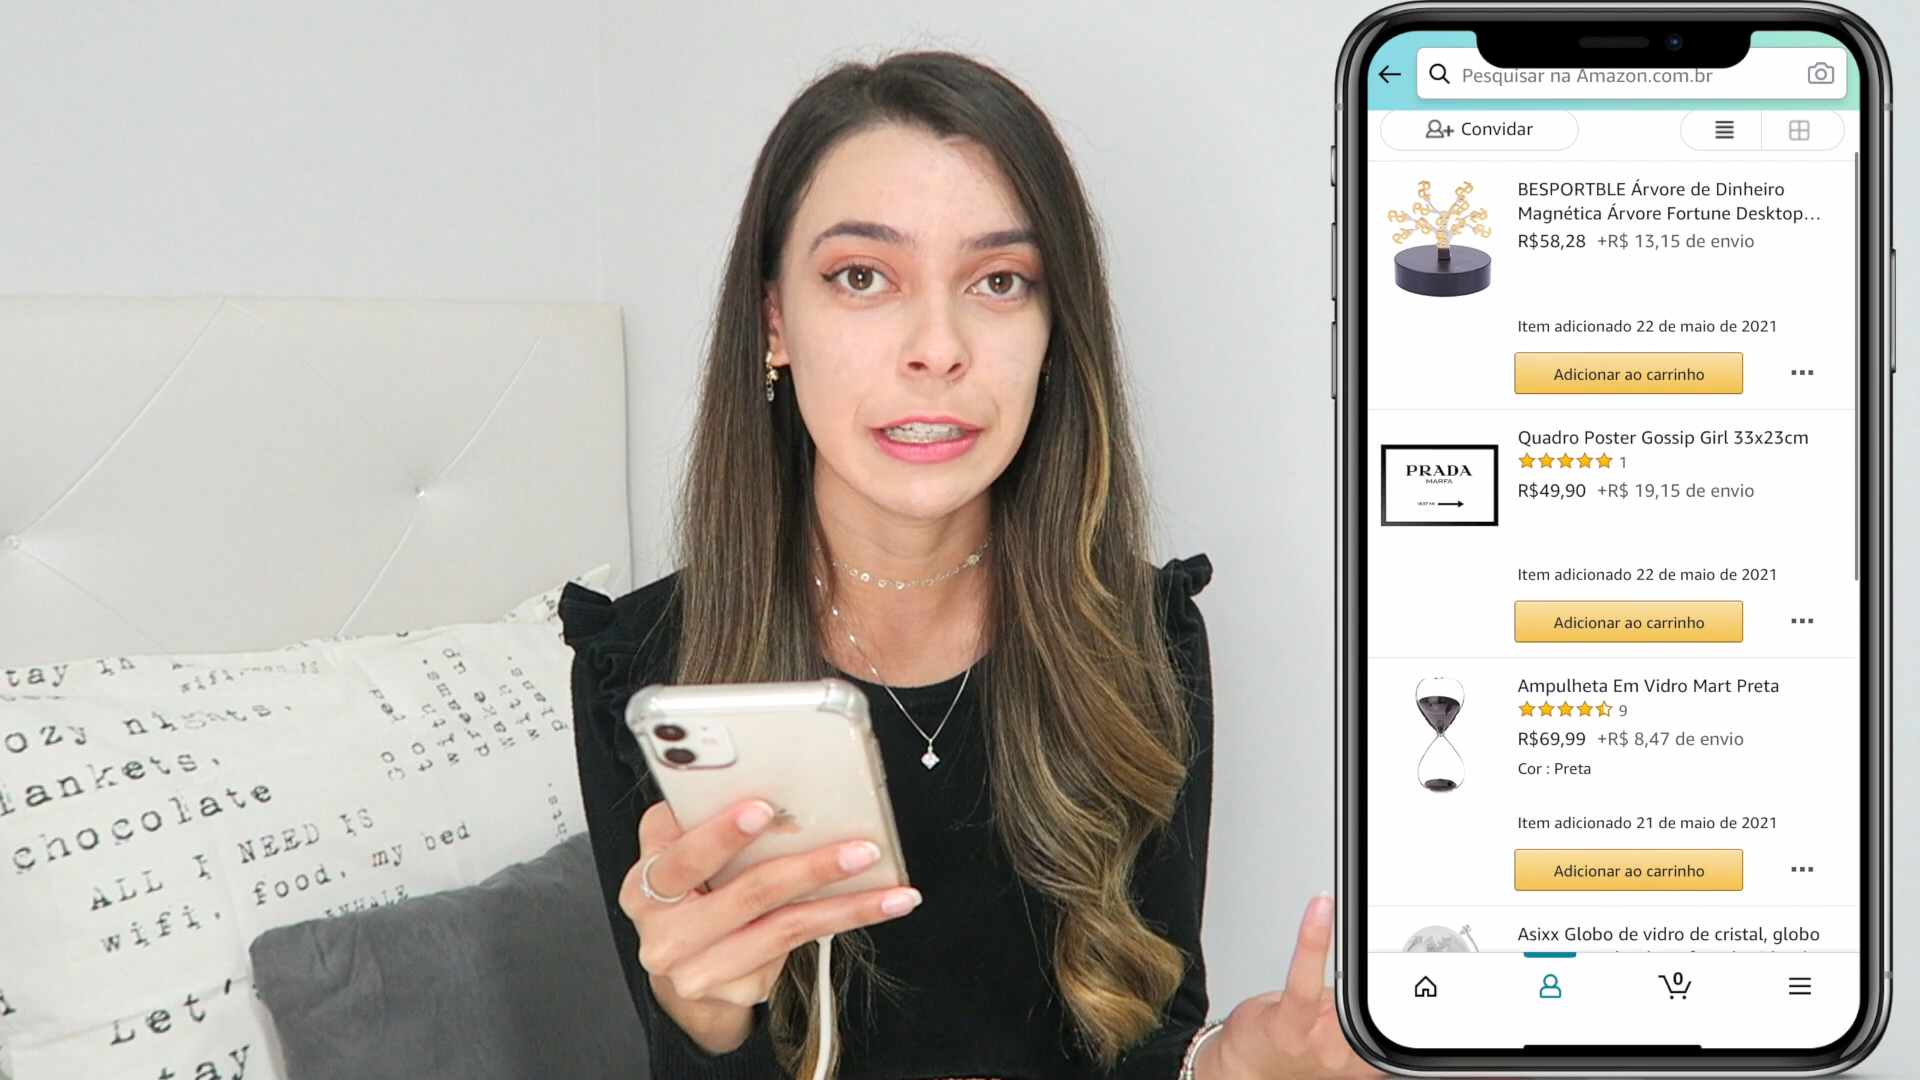 Pesquisar na Amazon.com.br
Convidar
BESPORTBLE Árvore de Dinheiro
Magnética Árvore Fortune Desktop...
R$58,28 +R$ 13,15 de envio
Item adicionado 22 de maio de 2021
Adicionar ao carrinho
Quadro Poster Gossip Girl 33x23cm
1
R$49,90 +R$ 19,15 de envio
PRADA
MARFA
Item adicionado 22 de maio de 2021
Adicionar ao carrinho
Ampulheta Em Vidro Mart Preta
9
R$69,99 +R$ 8,47 de envio
Cor : Preta
Item adicionado 21 de maio de 2021
Adicionar ao carrinho
Asixx Globo de vidro de cristal, globo
0
tay in
ozy nights,
lankets,
chocolate
ALL I NEED IS
wifi, food, my bed
Let'
tay